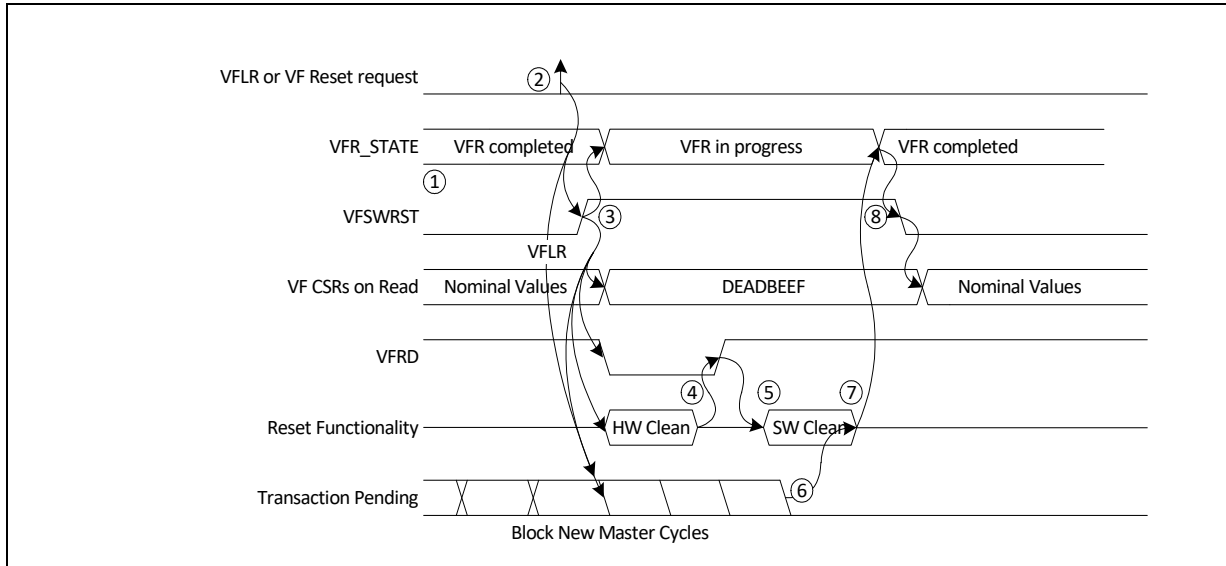 VFLR or VF Reset request
②
VFR_STATE
VFR completed
VFR in progress
VFR completed
①
VFSWRST
③
⑧
VFLR
VF CSRs on Read
Nominal Values
DEADBEEF
Nominal Values
VFRD
④
⑤
⑦
Reset Functionality
HW Clean
SW Clean
Transaction Pending
⑥
Block New Master Cycles